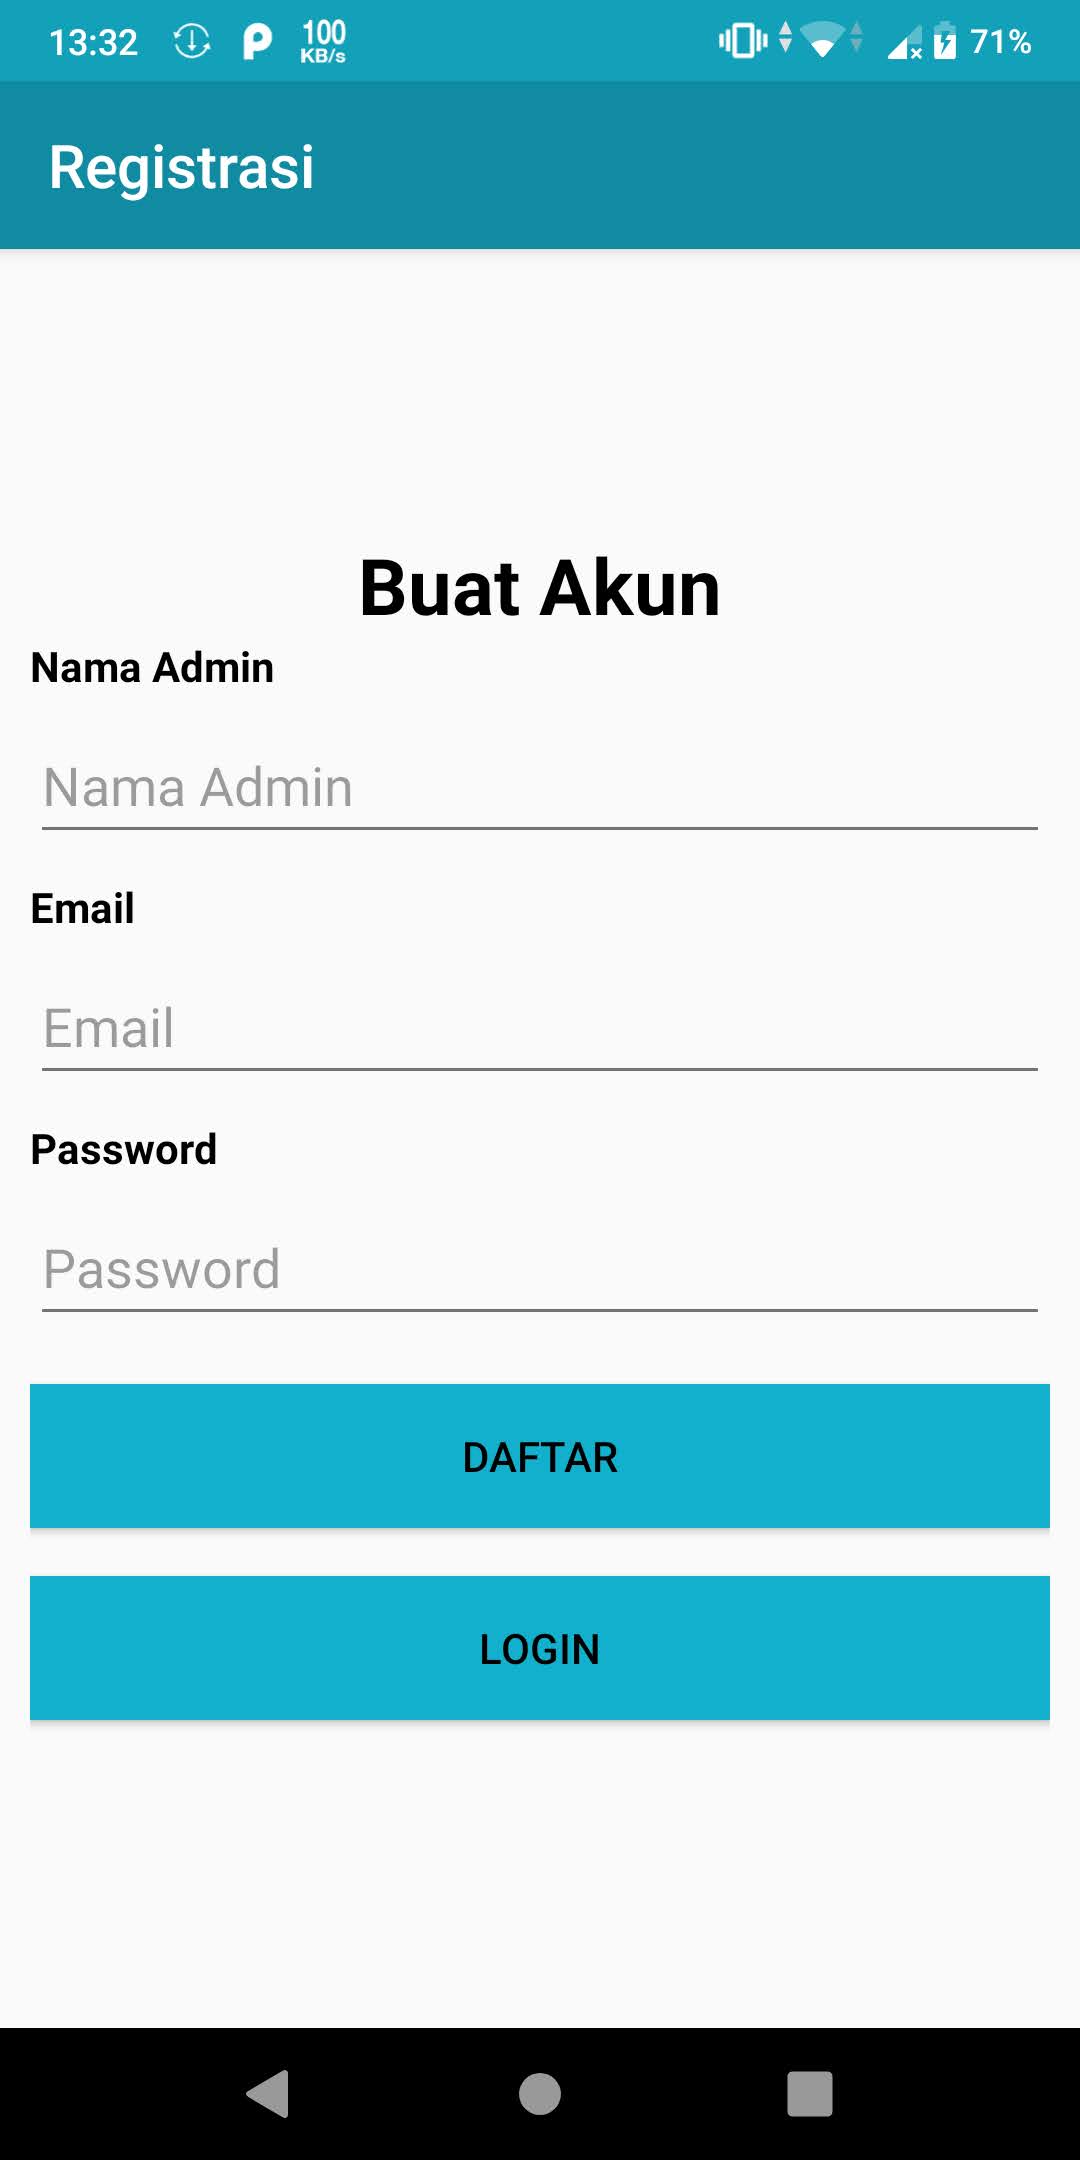 13:32 100 KB/s 71%
Registrasi
Buat Akun
Nama Admin
Nama Admin
Email
Email
Password
Password
DAFTAR
LOGIN